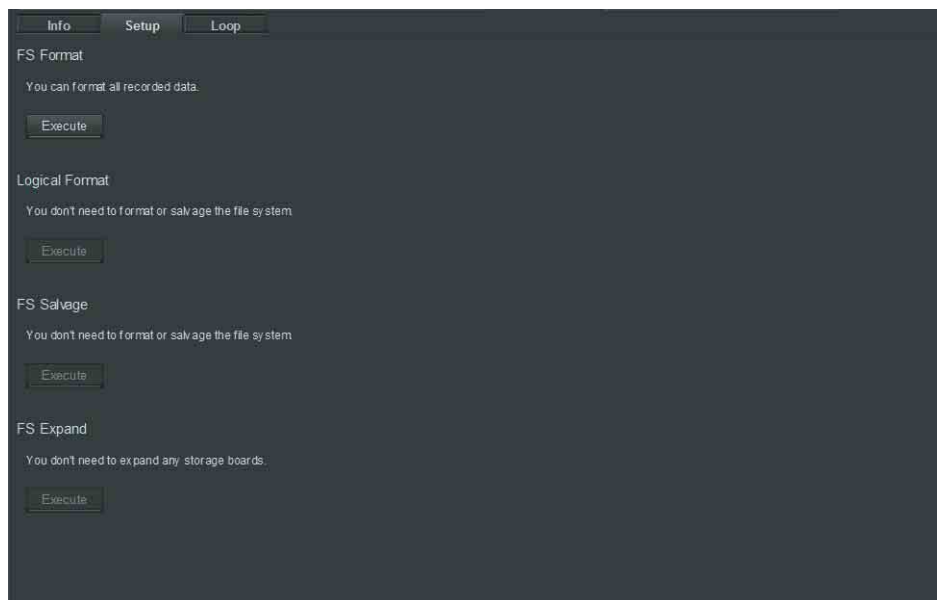 Info Setup Loop
FS Format
You can format all recorded data.
Execute
Logical Format
You don't need to format or salvage the file system.
Execute
FS Salvage
You don't need to format or salvage the file system.
Execute
FS Expand
You don't need to expand any storage boards.
Execute